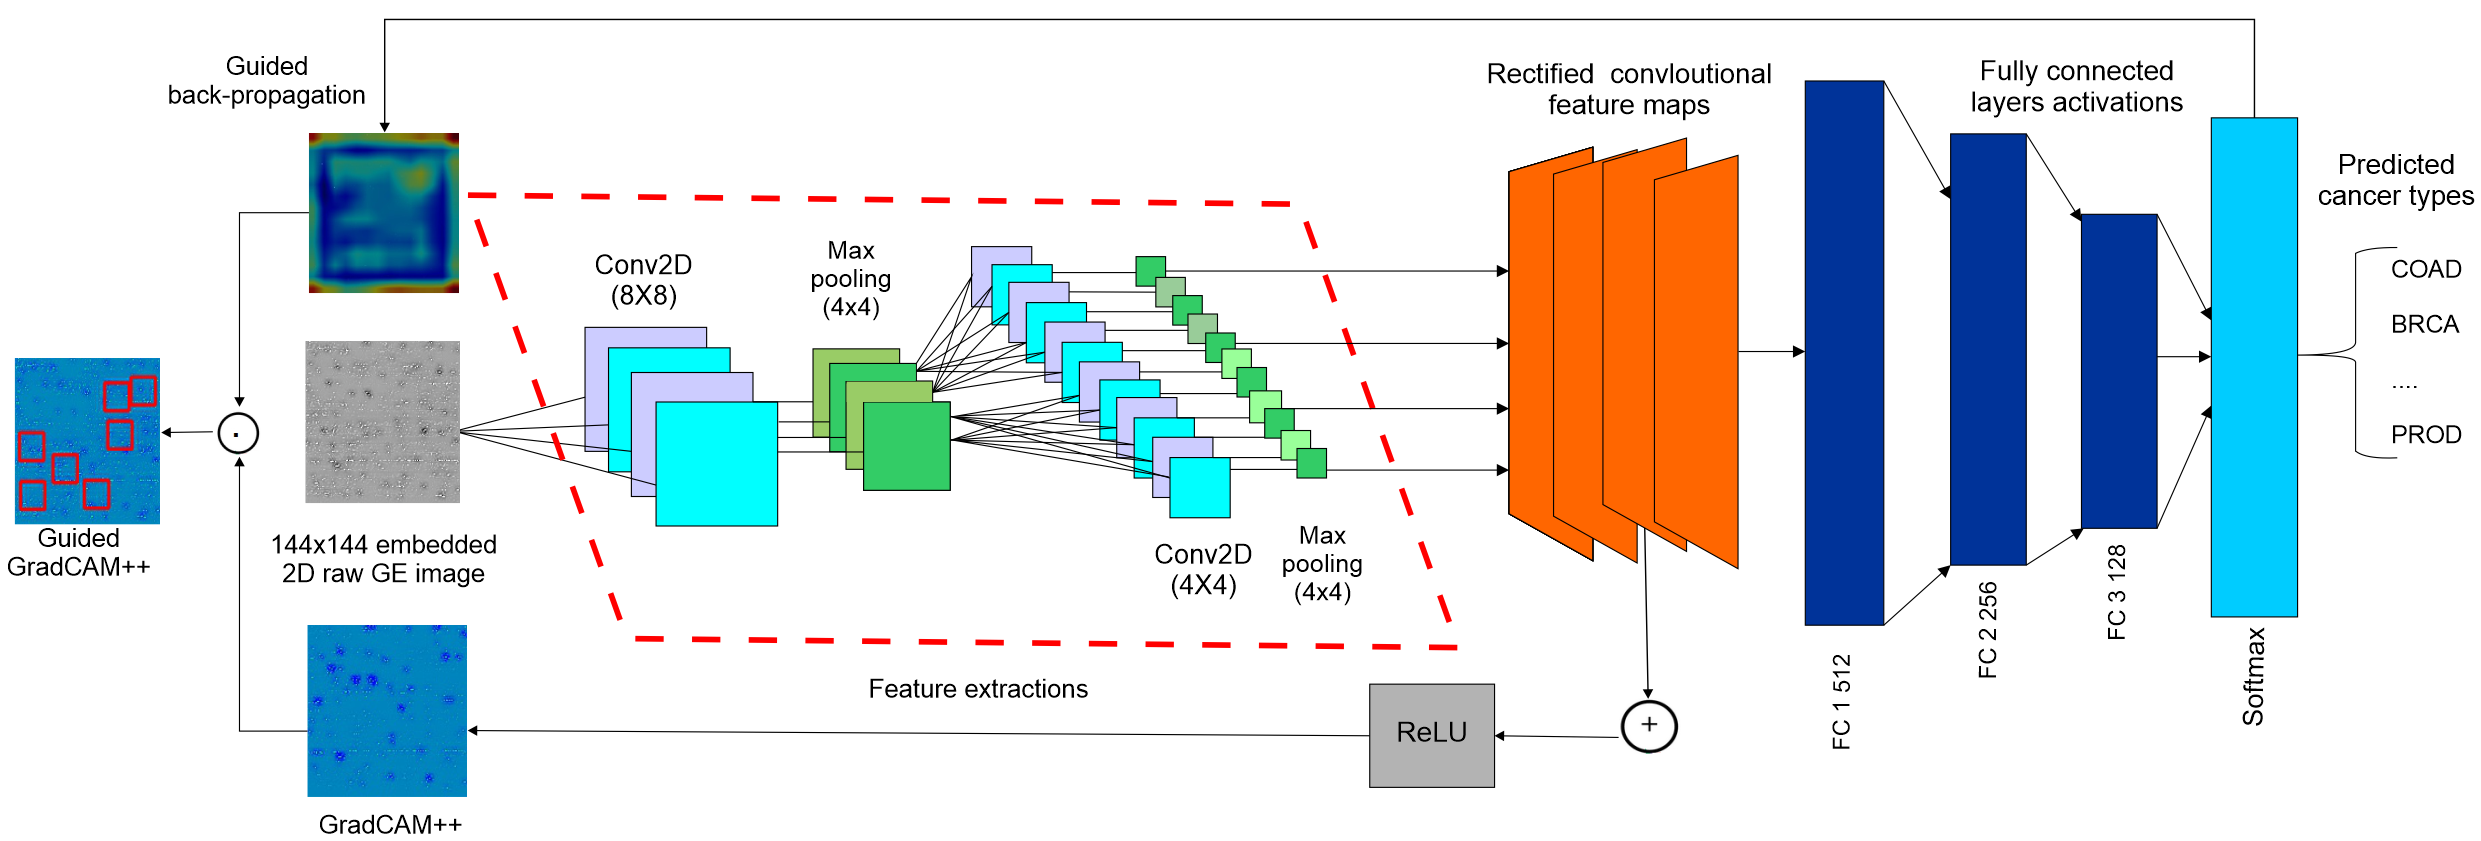 Guided
back-propagation
Rectified  convloutional
feature maps
Fully connected
layers activations
Predicted
cancer types
Conv2D
(8X8)
Max
pooling
(4x4)
COAD
BRCA
....
PROD
Guided
GradCAM++
144x144 embedded
2D raw GE image
Conv2D
(4X4)
Max
pooling
(4x4)
FC 1 512
FC 2 256
FC 3 128
Softmax
Feature extractions
ReLU
+
.
GradCAM++